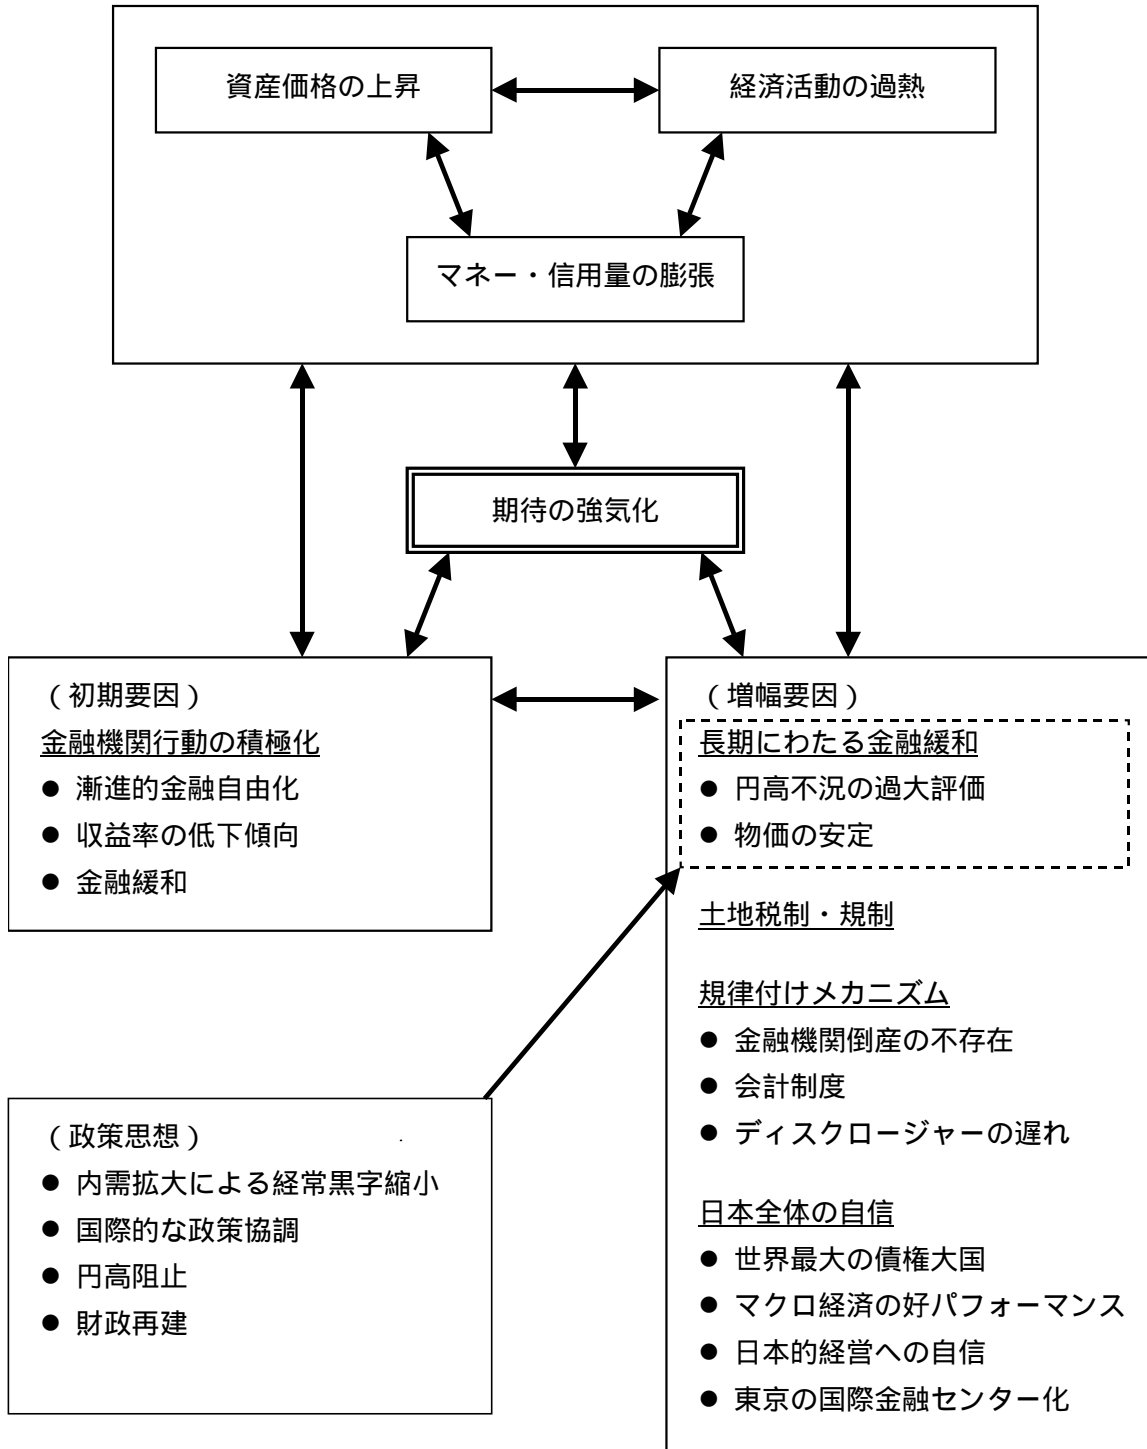 資産価格の上昇
経済活動の過熱
マネー・信用量の膨張
期待の強気化
（初期要因）
金融機関行動の積極化
● 漸進的金融自由化
● 収益率の低下傾向
● 金融緩和
（増幅要因）
長期にわたる金融緩和
● 円高不況の過大評価
● 物価の安定
土地税制・規制
規律付けメカニズム
● 金融機関倒産の不存在
● 会計制度
● ディスクロージャーの遅れ
日本全体の自信
● 世界最大の債権大国
● マクロ経済の好パフォーマンス
● 日本的経営への自信
● 東京の国際金融センター化
（政策思想）
● 内需拡大による経常黒字縮小
● 国際的な政策協調
● 円高阻止
● 財政再建